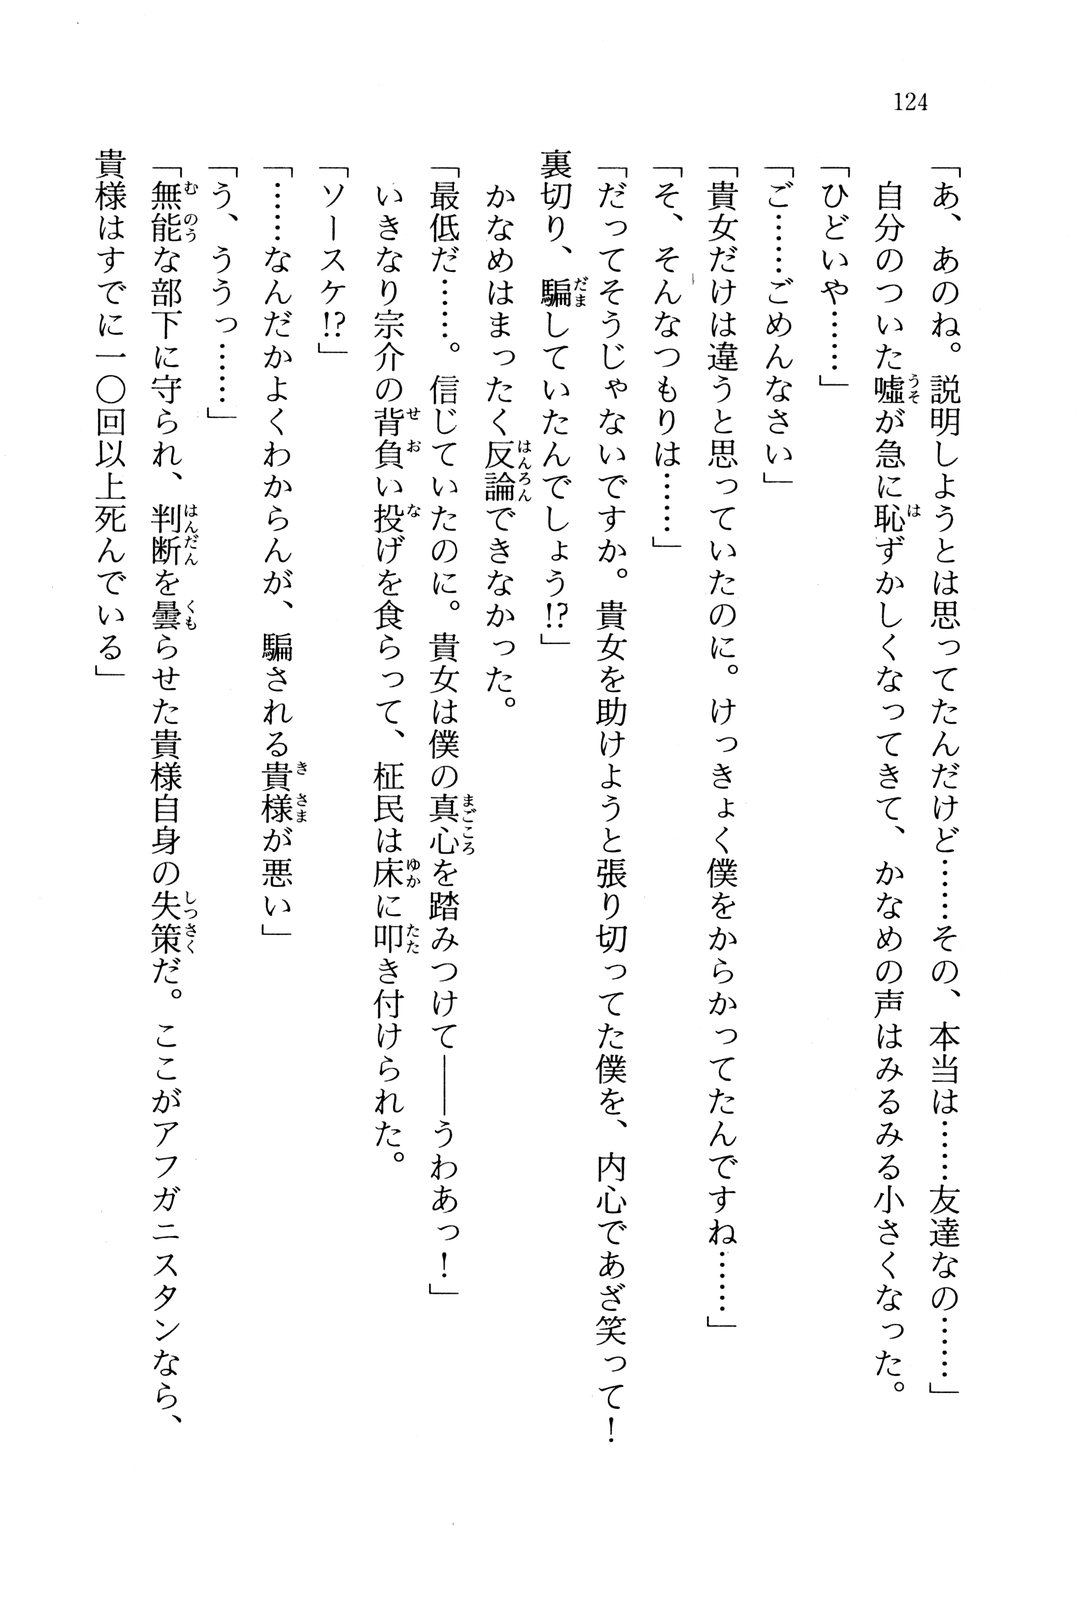 124
「あ、あのね。説明しようとは思ってたんだけど……その、本当は……友達なの……」
自分のついた嘘が急に恥ずかしくなってきて、かなめの声はみるみる小さくなった。
「ひどいや……」
「ご……ごめんなさい」
「貴女だけは違うと思っていたのに。けっきょく僕をからかってたんですね……」
「そ、そんなつもりは……」
「だってそうじゃないですか。貴女を助けようと張り切ってた僕を、内心であざ笑って！
裏切り、騙していたんでしょう!?」
かなめはまったく反論できなかった。
「最低だ……。信じていたのに。貴女は僕の真心を踏みつけて――うわあっ！」
いきなり宗介の背負い投げを食らって、柾民は床に叩き付けられた。
「ソースケ!?」
「……なんだかよくわからんが、騙される貴様が悪い」
「う、ううっ……」
「無能な部下に守られ、判断を曇らせた貴様自身の失策だ。ここがアフガニスタンなら、
貴様はすでに一〇回以上死んでいる」